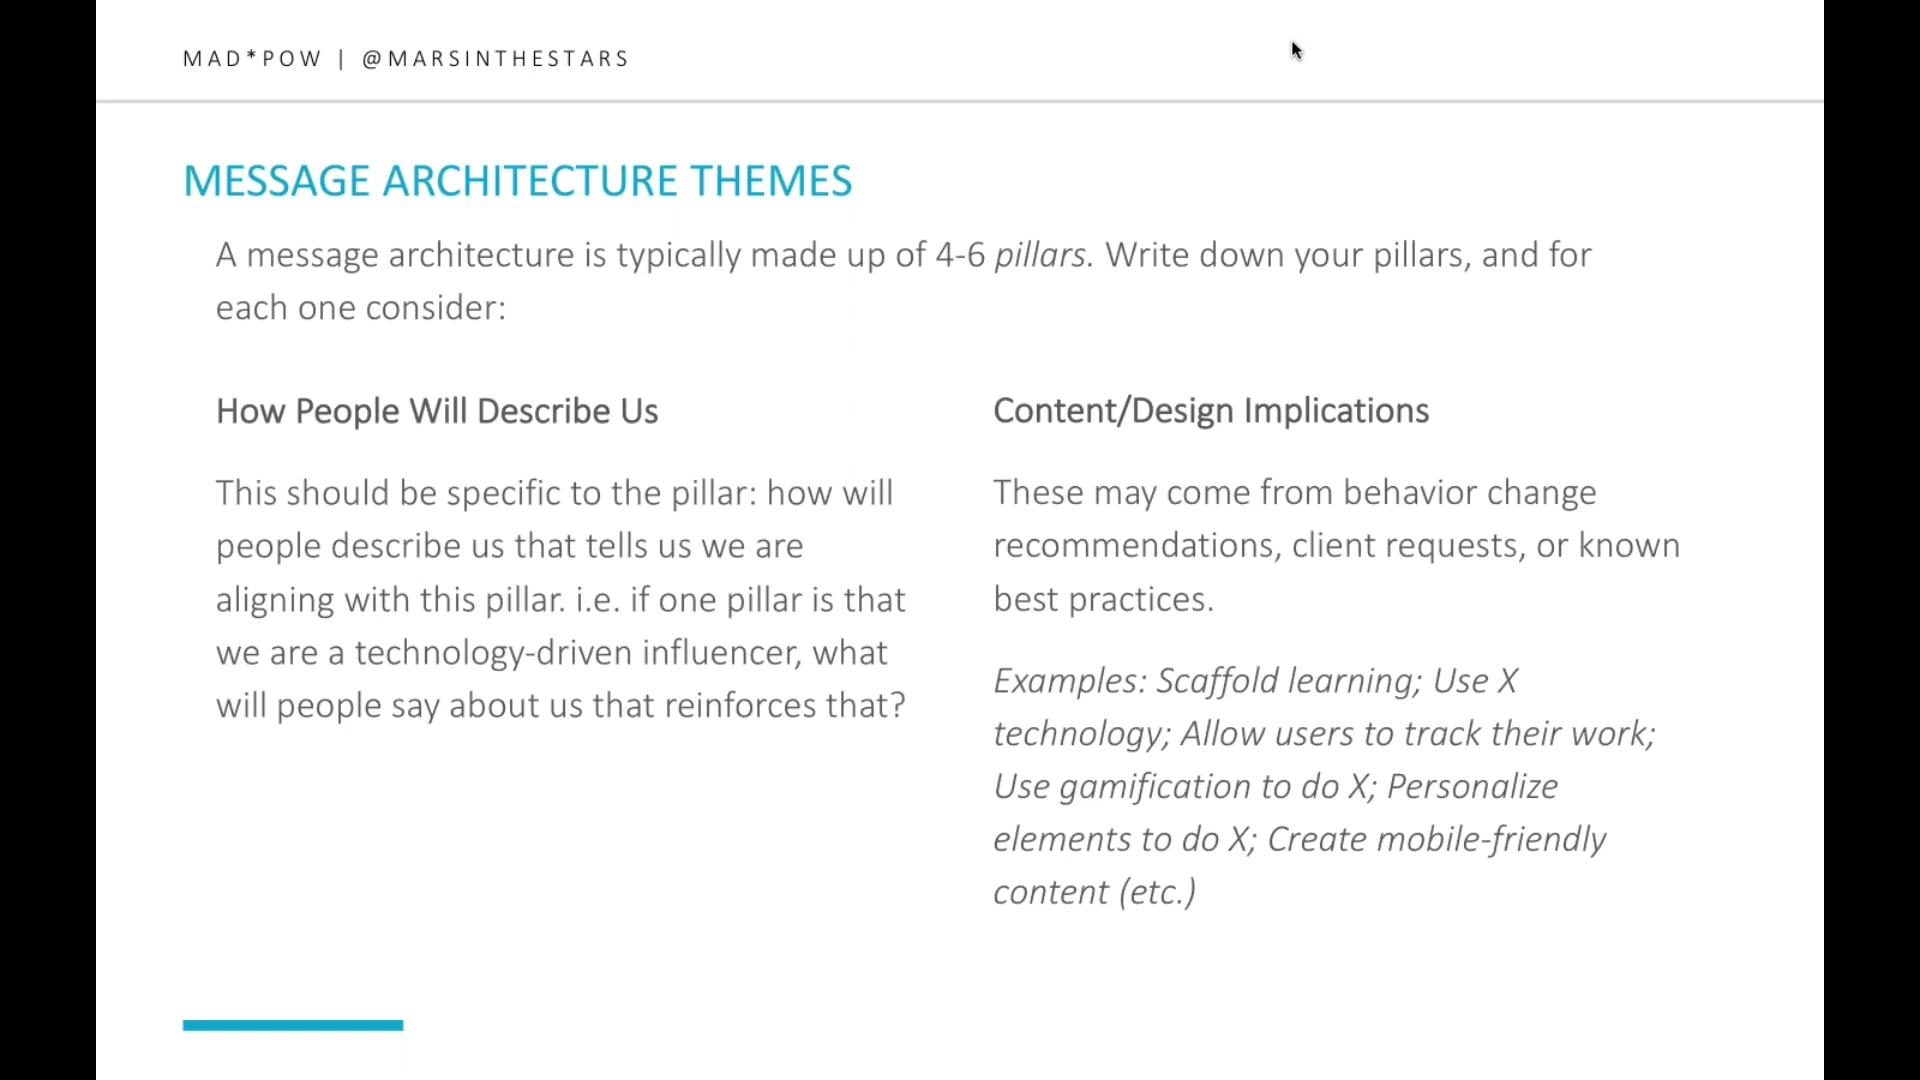 MAD*POW | @MARSINTHESTARS
MESSAGE ARCHITECTURE THEMES
A message architecture is typically made up of 4-6 pillars. Write down your pillars, and for
each one consider:
How People Will Describe Us
This should be specific to the pillar: how will
people describe us that tells us we are
aligning with this pillar. i.e. if one pillar is that
we are a technology-driven influencer, what
will people say about us that reinforces that?
Content/Design Implications
These may come from behavior change
recommendations, client requests, or known
best practices.
Examples: Scaffold learning; Use X
technology; Allow users to track their work;
Use gamification to do X; Personalize
elements to do X; Create mobile-friendly
content (etc.)